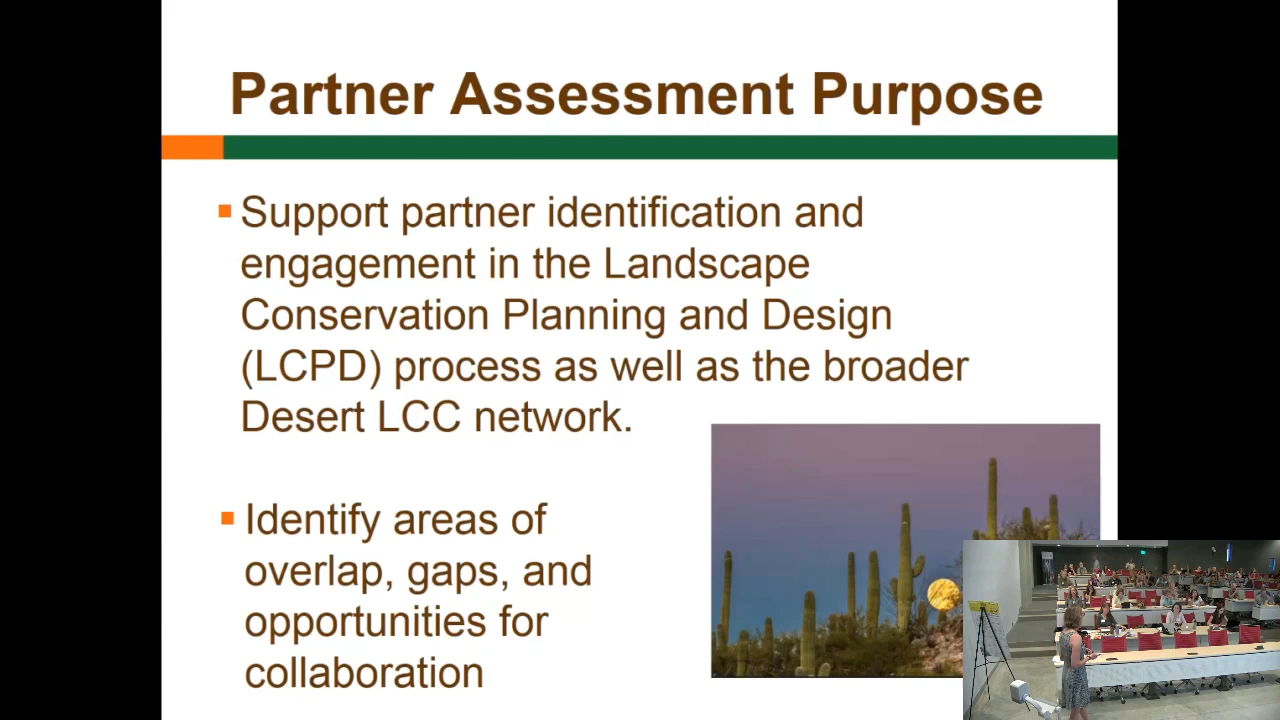 Partner Assessment Purpose
Support partner identification and
engagement in the Landscape
Conservation Planning and Design
(LCPD) process as well as the broader
Desert LCC network.
Identify areas of
overlap, gaps, and
opportunities for
collaboration